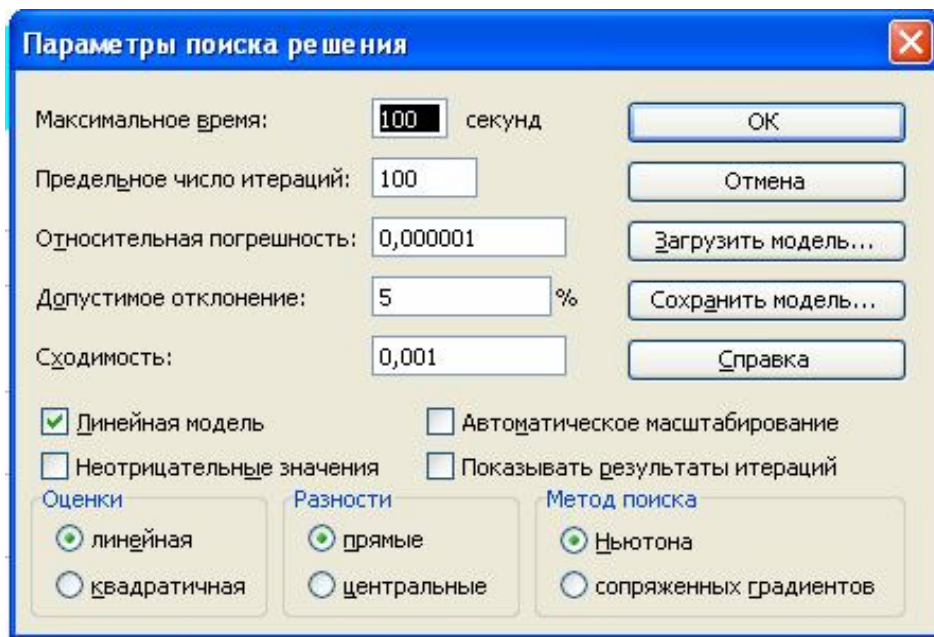 Параметры поиска решения
Максимальное время: 100 секунд ОК
Предельное число итераций: 100 Отмена
Относительная погрешность: 0,000001 Загрузить модель...
Допустимое отклонение: 5 % Сохранить модель...
Сходимость: 0,001 Справка
Линейная модель Автоматическое масштабирование
Неотрицательные значения Показывать результаты итераций
Оценки Разности Метод поиска
линейная прямые Ньютона
квадратичная центральные сопряженных градиентов